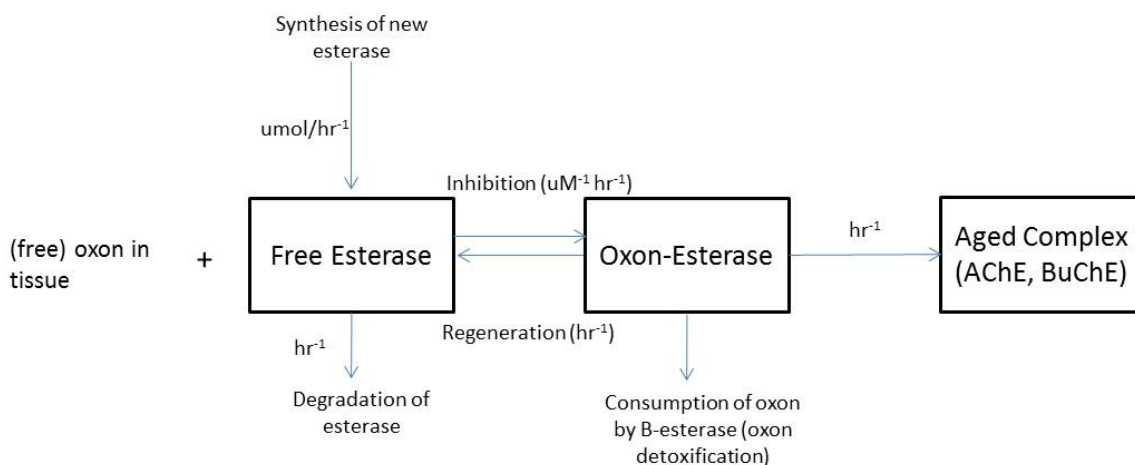 Synthesis of new
esterase
umol/hr⁻¹
Inhibition (uM⁻¹ hr⁻¹)
(free) oxon in
tissue
+
Free Esterase
Oxon-Esterase
hr⁻¹
Aged Complex
(AChE, BuChE)
hr⁻¹
Regeneration (hr⁻¹)
Degradation of
esterase
Consumption of oxon
by B-esterase (oxon
detoxification)